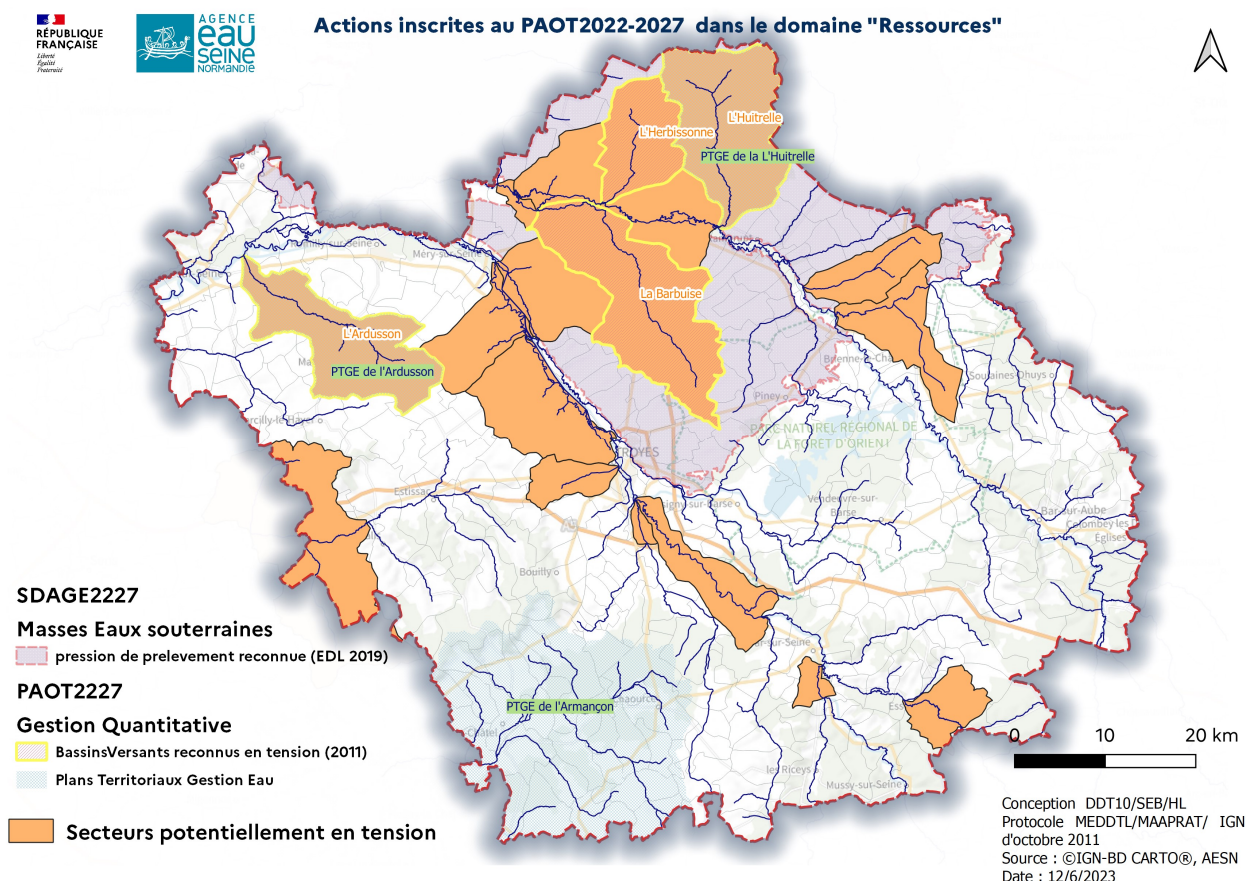 Actions inscrites au PAOT2022-2027 dans le domaine "Ressources"
RÉPUBLIQUE
FRANÇAISE
Liberté
Égalité
Fraternité
AGENCE
eau
SEINE
NORMANDIE
L'Huitrelle
L'Herbissonne
PTGE de la L'Huitrelle
Méry-sur-Seine
La Barbuise
L'Ardusson
PTGE de l'Ardusson
Soulaines-Dhuys
Piney
PARC NATUREL RÉGIONAL DE
LA FORÊT D'ORIENT
TROYES
Estissac
Vendeuvre-sur-
Barse
Bar-sur-Aube
Colombey les
Églises
Bouilly
PTGE de l'Armançon
les Riceys
Mussy-sur-Seine
SDAGE2227
Masses Eaux souterraines
pression de prelevement reconnue (EDL 2019)
PAOT2227
Gestion Quantitative
BassinsVersants reconnus en tension (2011)
Plans Territoriaux Gestion Eau
Secteurs potentiellement en tension
0 10 20 km
Conception DDT10/SEB/HL
Protocole MEDDTL/MAAPRAT/ IGN
d'octobre 2011
Source : ©IGN-BD CARTO®, AESN
Date : 12/6/2023